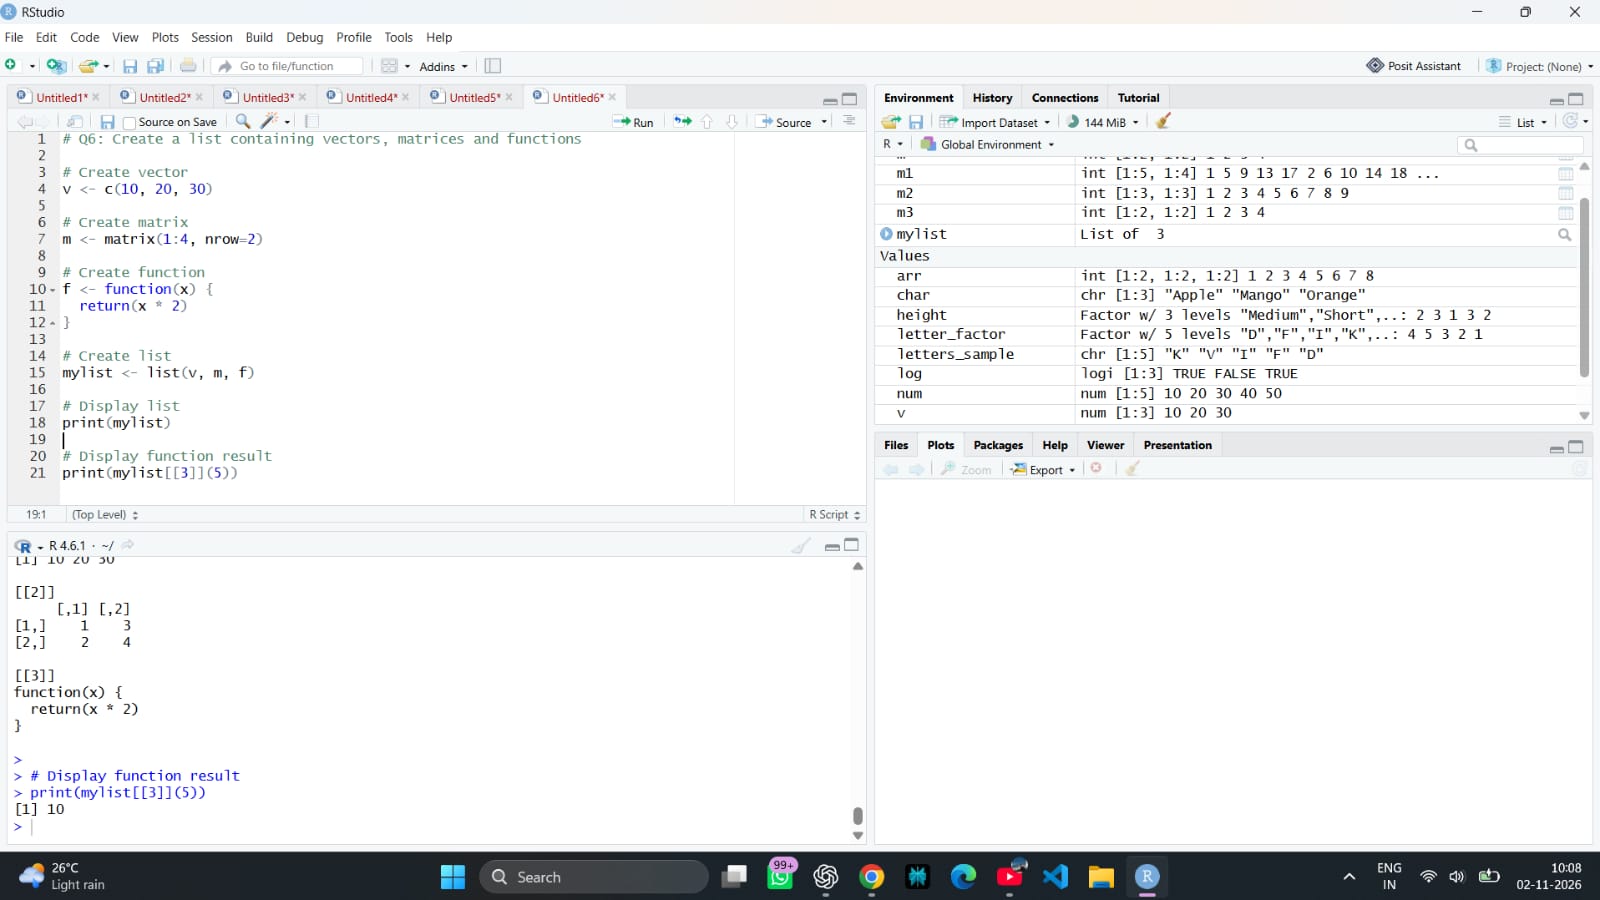 RStudio
File Edit Code View Plots Session Build Debug Profile Tools Help
Go to file/function Addins Posit Assistant Project: (None)
Untitled1* Untitled2* Untitled3* Untitled4* Untitled5* Untitled6*
Source on Save Run Source
1 # Q6: Create a list containing vectors, matrices and functions
2
3 # Create vector
4 v <- c(10, 20, 30)
5
6 # Create matrix
7 m <- matrix(1:4, nrow=2)
8
9 # Create function
10 f <- function(x) {
11 return(x * 2)
12 }
13
14 # Create list
15 mylist <- list(v, m, f)
16
17 # Display list
18 print(mylist)
19
20 # Display function result
21 print(mylist[[3]](5))
19:1 (Top Level) R Script
R 4.6.1 · ~/
[1] 10 20 30
[[2]]
[,1] [,2]
[1,] 1 3
[2,] 2 4
[[3]]
function(x) {
return(x * 2)
}
>
> # Display function result
> print(mylist[[3]](5))
[1] 10
>
Environment History Connections Tutorial
Import Dataset 144 MiB List
R Global Environment
m1 int [1:5, 1:4] 1 5 9 13 17 2 6 10 14 18 ...
m2 int [1:3, 1:3] 1 2 3 4 5 6 7 8 9
m3 int [1:2, 1:2] 1 2 3 4
mylist List of 3
Values
arr int [1:2, 1:2, 1:2] 1 2 3 4 5 6 7 8
char chr [1:3] "Apple" "Mango" "Orange"
height Factor w/ 3 levels "Medium","Short",..: 2 3 1 3 2
letter_factor Factor w/ 5 levels "D","F","I","K",..: 4 5 3 2 1
letters_sample chr [1:5] "K" "V" "I" "F" "D"
log logi [1:3] TRUE FALSE TRUE
num num [1:5] 10 20 30 40 50
v num [1:3] 10 20 30
Files Plots Packages Help Viewer Presentation
Zoom Export
26°C
Light rain
Search
99+
ENG
IN
10:08
02-11-2026